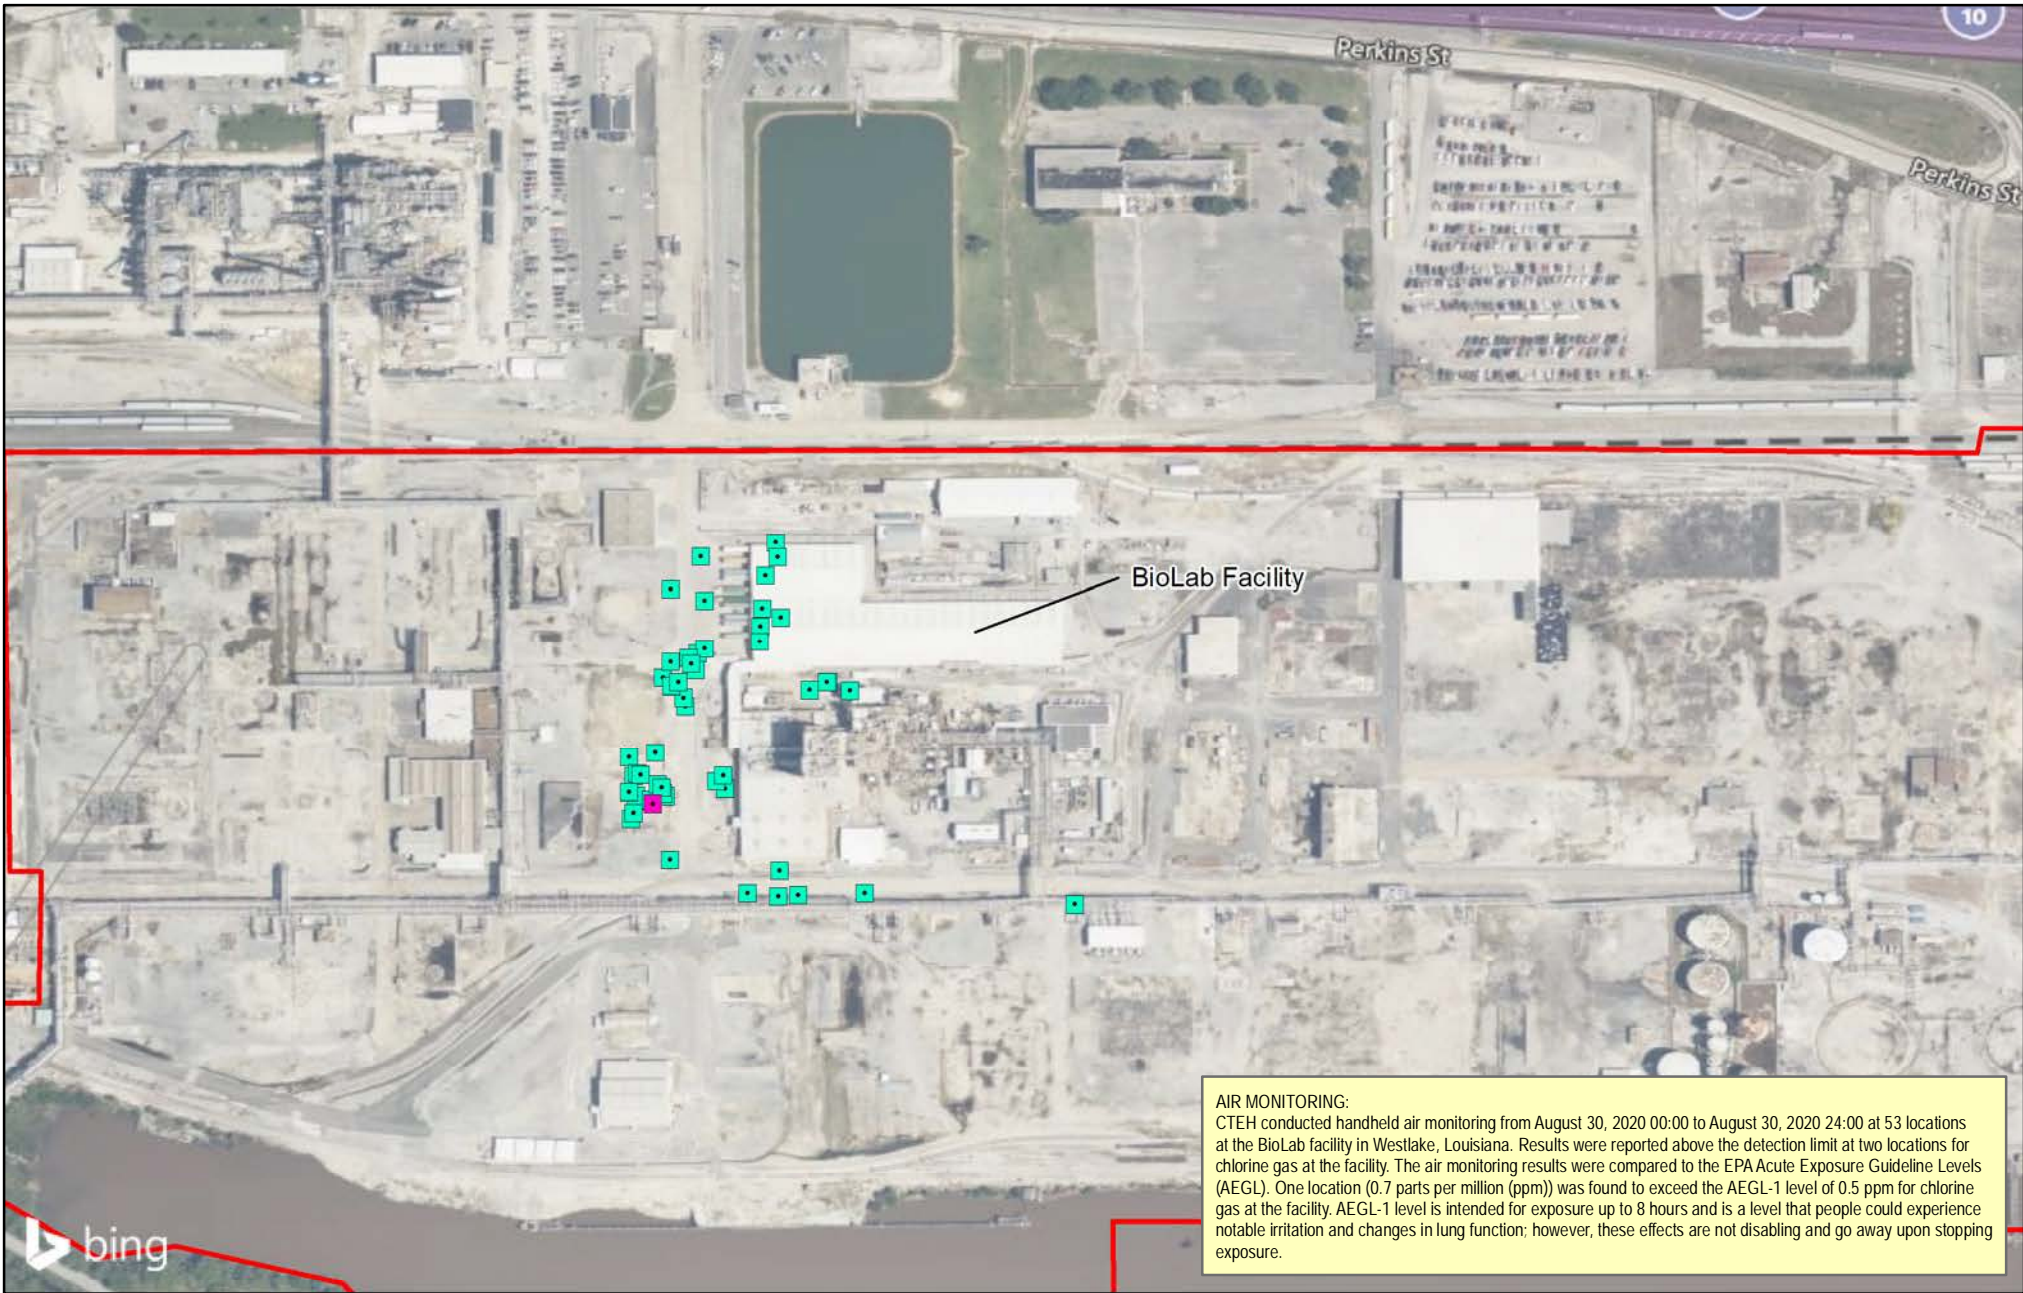 10
Perkins St
Perkins St
BioLab Facility
AIR MONITORING:
CTEH conducted handheld air monitoring from August 30, 2020 00:00 to August 30, 2020 24:00 at 53 locations
at the BioLab facility in Westlake, Louisiana. Results were reported above the detection limit at two locations for
chlorine gas at the facility. The air monitoring results were compared to the EPA Acute Exposure Guideline Levels
(AEGL). One location (0.7 parts per million (ppm)) was found to exceed the AEGL-1 level of 0.5 ppm for chlorine
gas at the facility. AEGL-1 level is intended for exposure up to 8 hours and is a level that people could experience
notable irritation and changes in lung function; however, these effects are not disabling and go away upon stopping
exposure.
bing